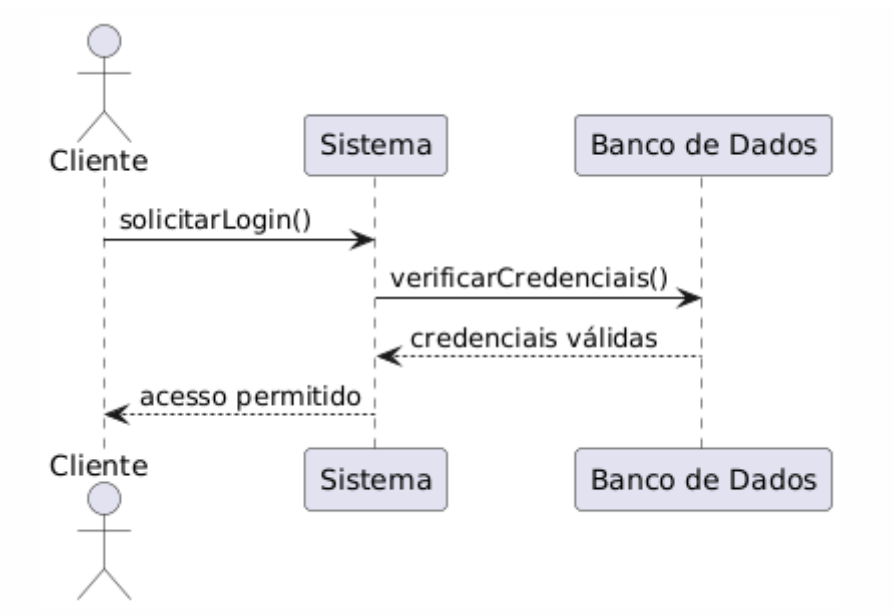 Cliente
Sistema
Banco de Dados
solicitarLogin()
verificarCredenciais()
credenciais válidas
acesso permitido
Cliente
Sistema
Banco de Dados